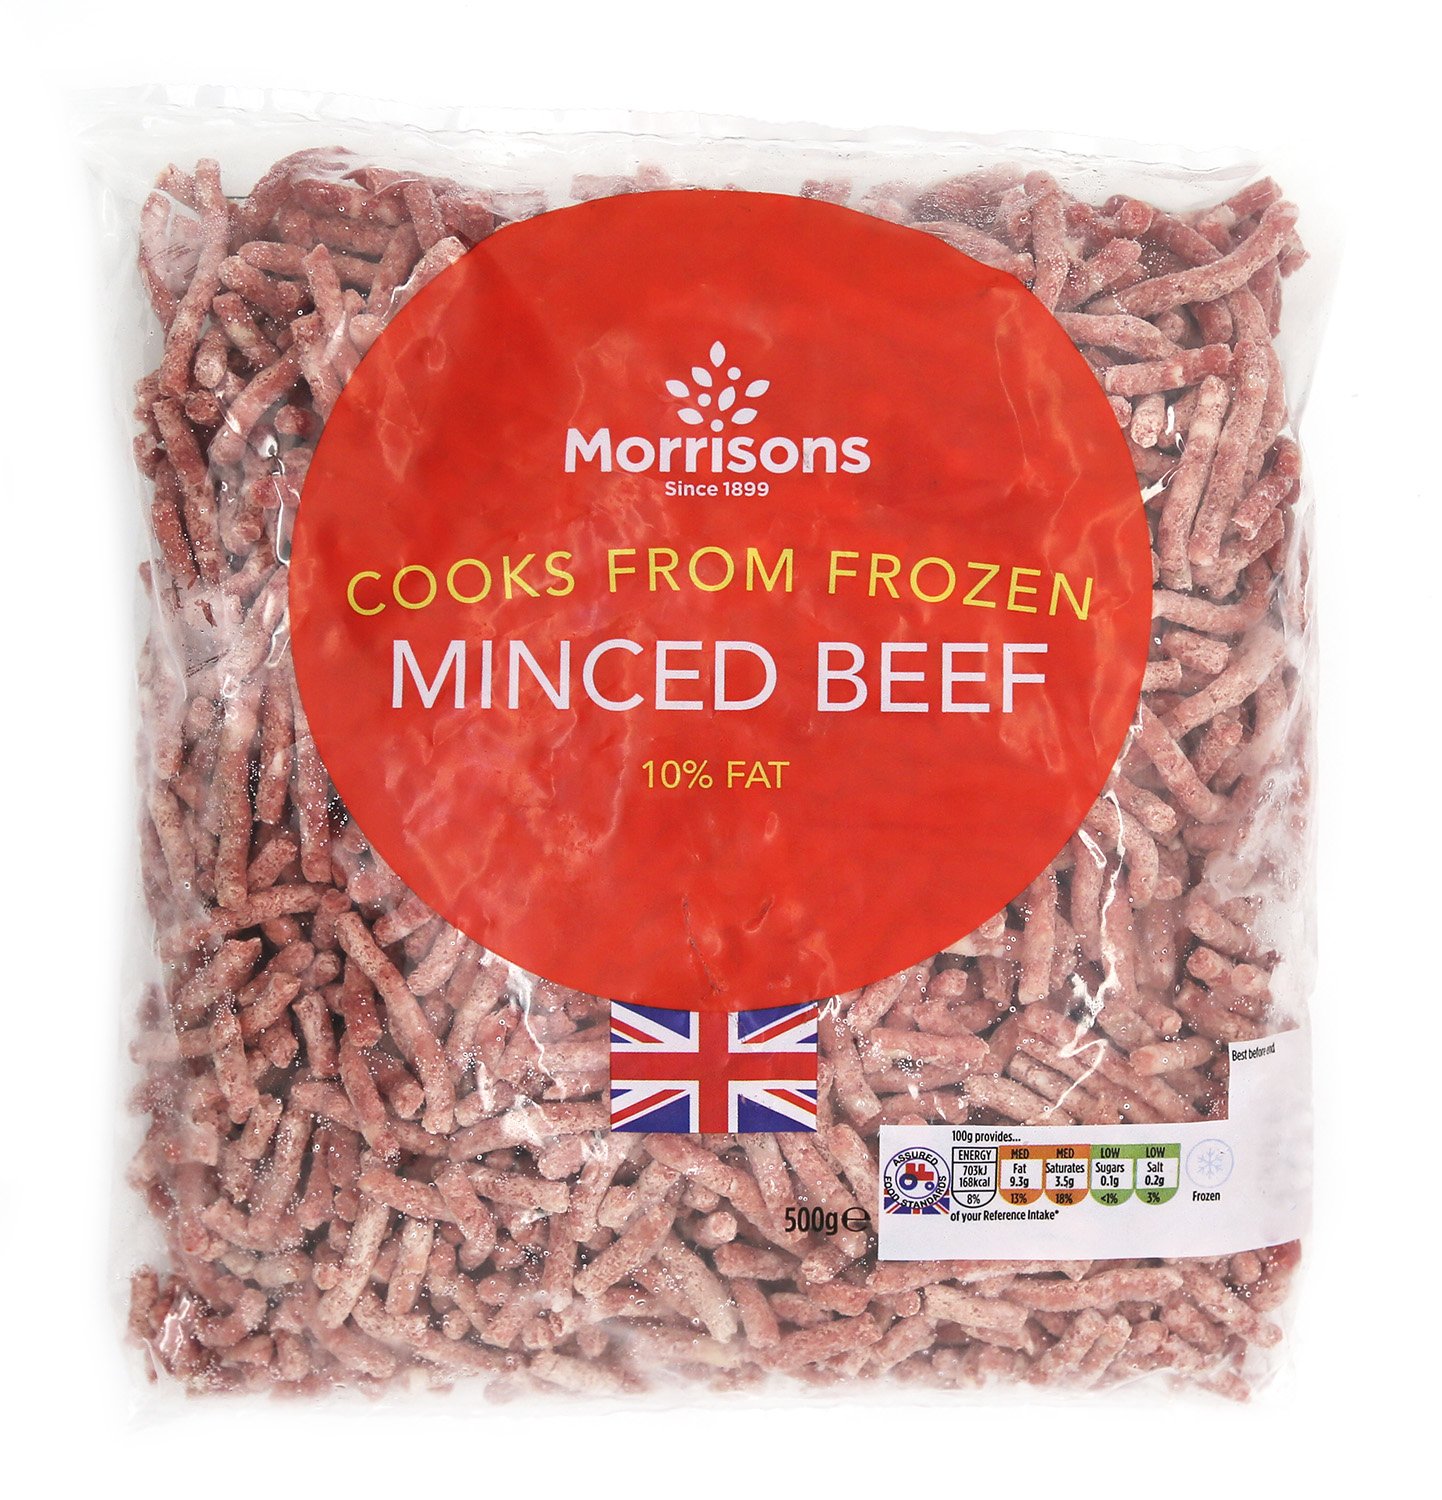 Morrisons
Since 1899
COOKS FROM FROZEN
MINCED BEEF
10% FAT
Best before end
500g ℮
ASSURED
FOOD STANDARDS
100g provides...
ENERGY
703kJ
168kcal
8%
MED
Fat
9.3g
13%
MED
Saturates
3.5g
18%
LOW
Sugars
0.1g
<1%
LOW
Salt
0.2g
3%
of your Reference Intake*
Frozen